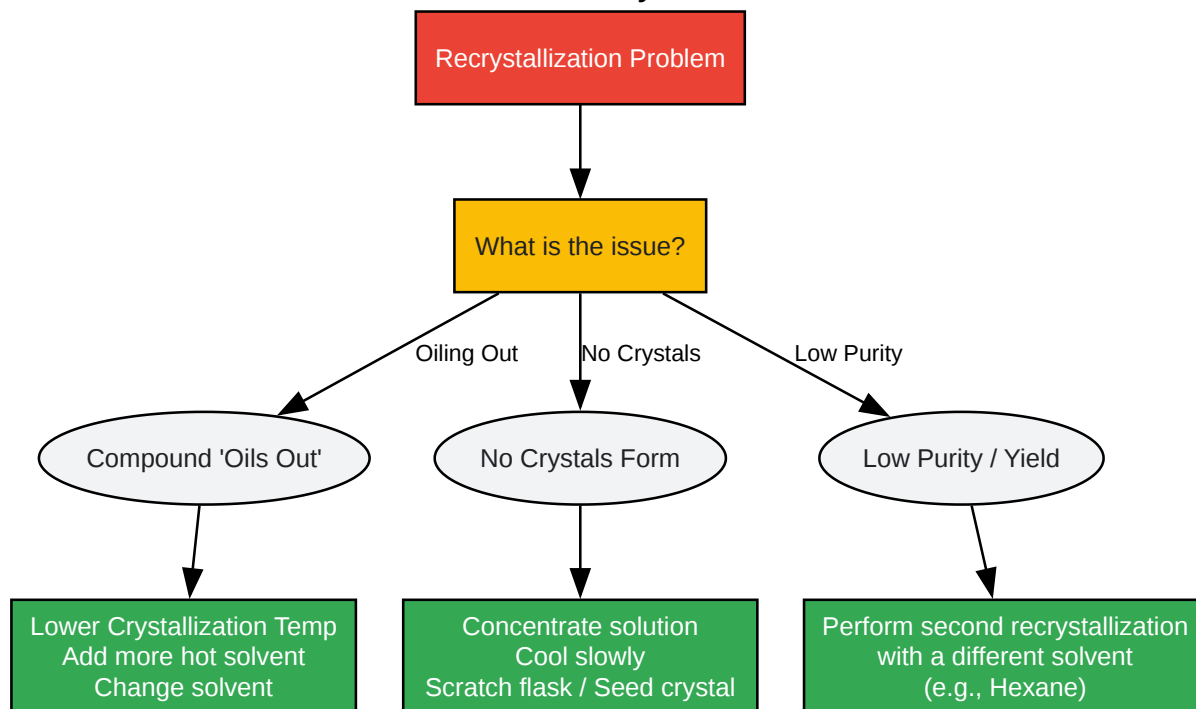 Recrystallization Problem
What is the issue?
Oiling Out
No Crystals
Low Purity
Compound 'Oils Out'
No Crystals Form
Low Purity / Yield
Lower Crystallization Temp
Add more hot solvent
Change solvent
Concentrate solution
Cool slowly
Scratch flask / Seed crystal
Perform second recrystallization
with a different solvent
(e.g., Hexane)